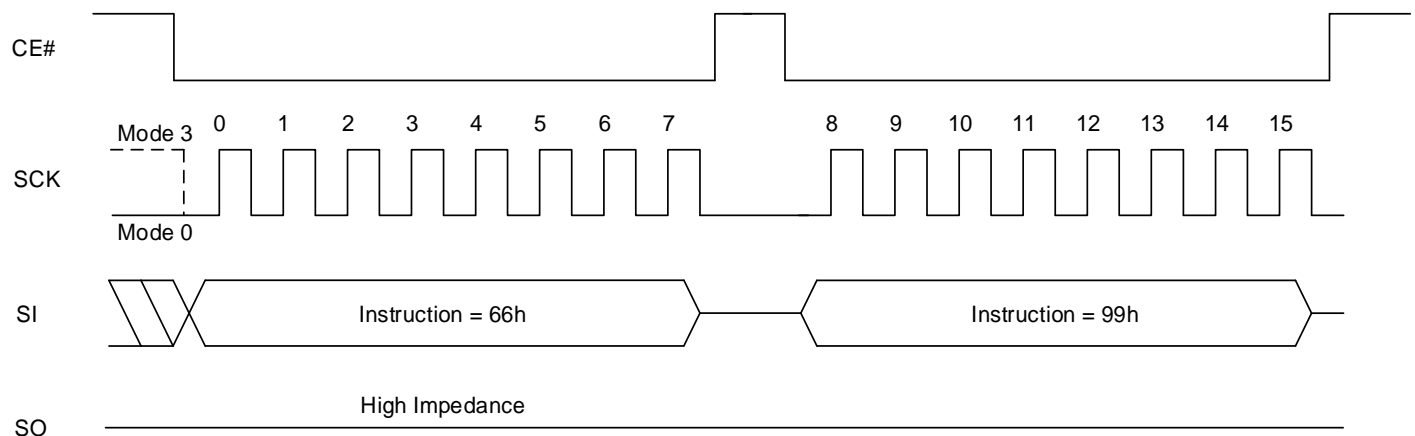 CE#
Mode 3
0 1 2 3 4 5 6 7 8 9 10 11 12 13 14 15
SCK
Mode 0
SI
Instruction = 66h
Instruction = 99h
High Impedance
SO